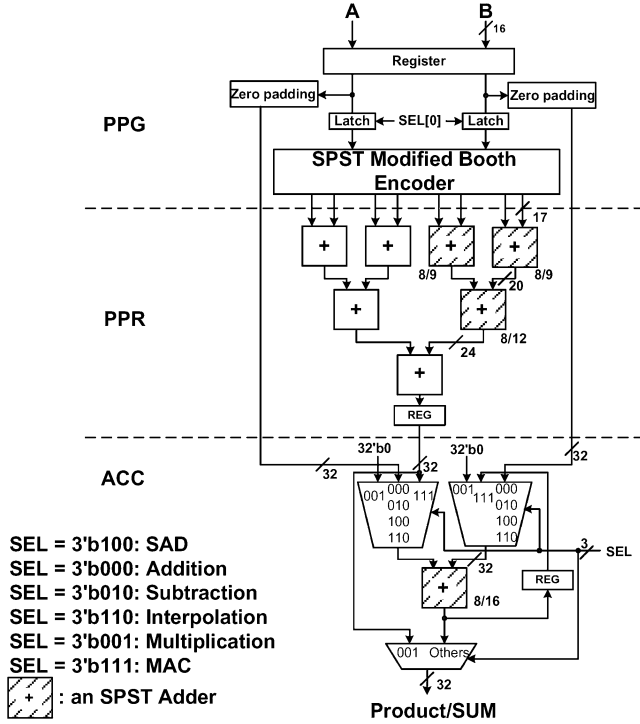 A B
16
Register
Zero padding Zero padding
Latch SEL[0] Latch
PPG
SPST Modified Booth
Encoder
17
+ + + +
8/9 8/9
20
PPR
+ +
8/12
24
+
REG
ACC
32'b0 32'b0
32 32 32
001 000 111 001 111 000
010 010
100 100
110 110
3
SEL
32
+
8/16
REG
001 Others
32
Product/SUM
SEL = 3'b100: SAD
SEL = 3'b000: Addition
SEL = 3'b010: Subtraction
SEL = 3'b110: Interpolation
SEL = 3'b001: Multiplication
SEL = 3'b111: MAC
+ : an SPST Adder